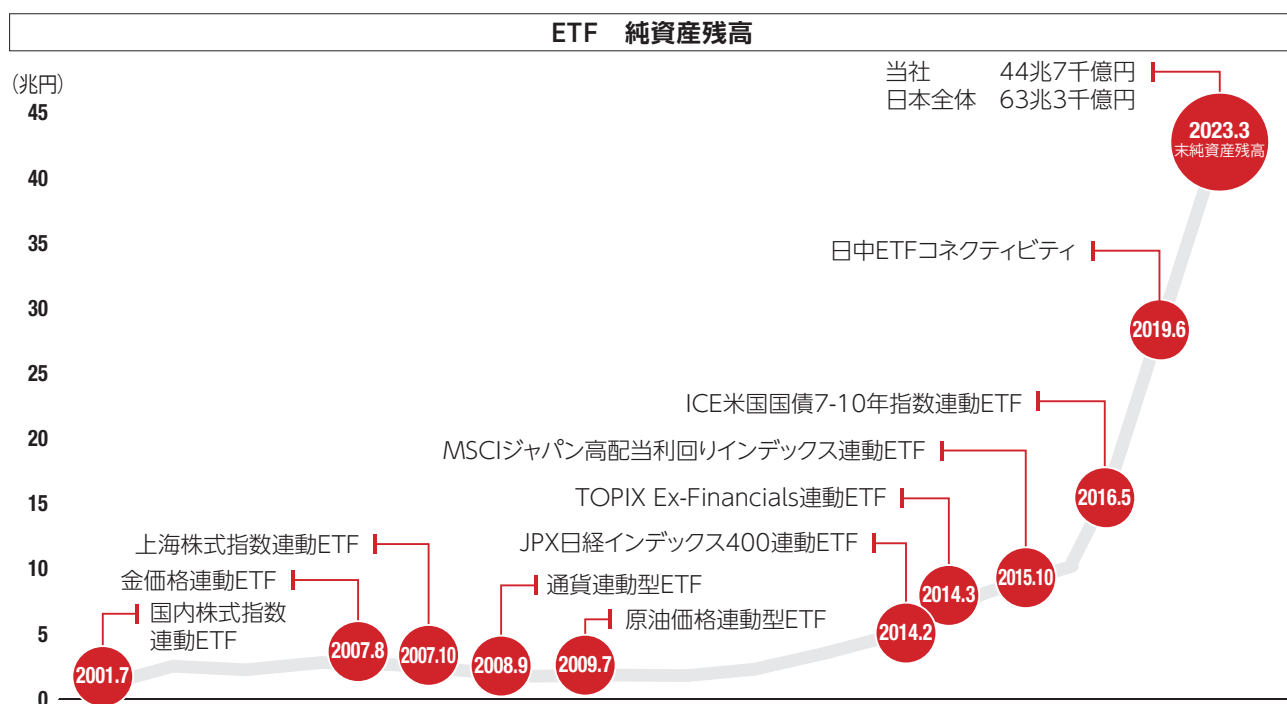 ETF 純資産残高
(兆円)
当社 44兆7千億円
日本全体 63兆3千億円
45
40
35
30
25
20
15
10
5
0
2023.3
末純資産残高
日中ETFコネクティビティ
2019.6
ICE米国国債7-10年指数連動ETF
2016.5
MSCIジャパン高配当利回りインデックス連動ETF
2015.10
TOPIX Ex-Financials連動ETF
2014.3
JPX日経インデックス400連動ETF
2014.2
上海株式指数連動ETF
2007.10
金価格連動ETF
2007.8
国内株式指数
連動ETF
2001.7
通貨連動型ETF
2008.9
原油価格連動型ETF
2009.7